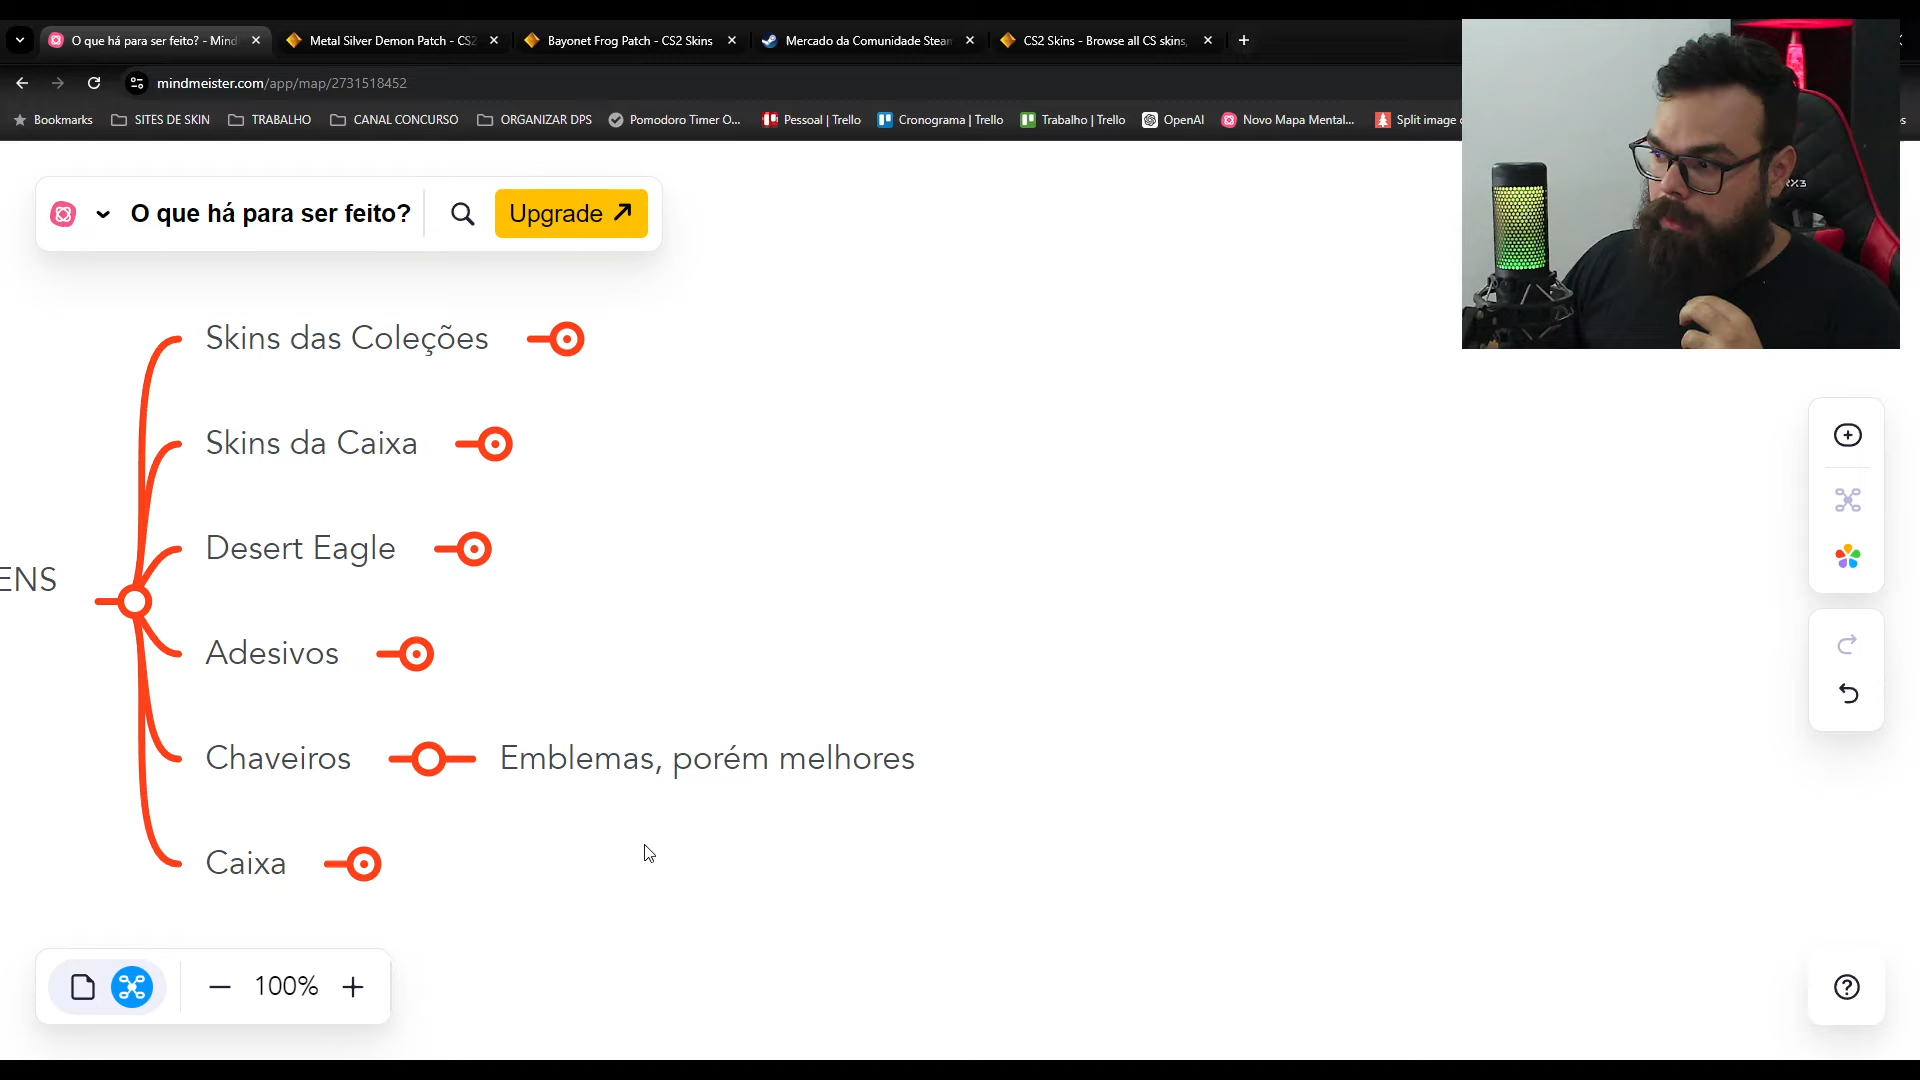 O que há para ser feito? - Mind
Metal Silver Demon Patch - CS2
Bayonet Frog Patch - CS2 Skins
Mercado da Comunidade Steam
CS2 Skins - Browse all CS skins,
mindmeister.com/app/map/2731518452
Bookmarks
SITES DE SKIN
TRABALHO
CANAL CONCURSO
ORGANIZAR DPS
Pomodoro Timer O...
Pessoal | Trello
Cronograma | Trello
Trabalho | Trello
OpenAI
Novo Mapa Mental...
Split image
O que há para ser feito?
Upgrade
Skins das Coleções
Skins da Caixa
Desert Eagle
ENS
Adesivos
Chaveiros
Emblemas, porém melhores
Caixa
100%